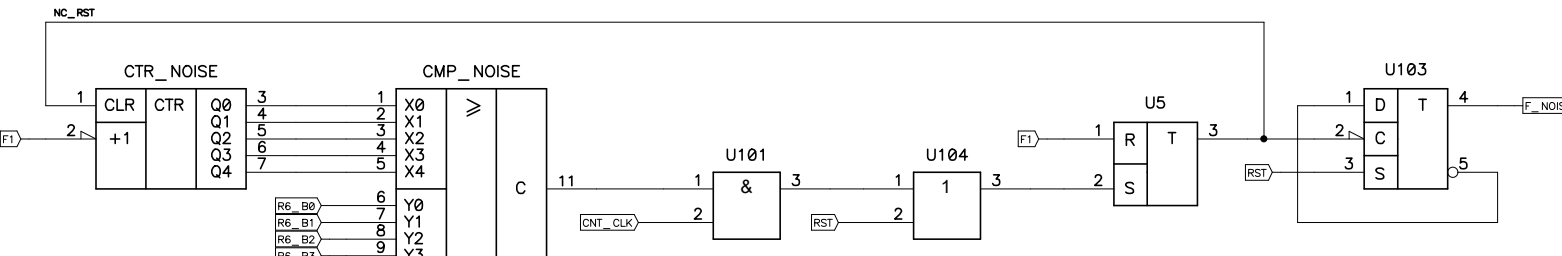 NC_RST
CTR_NOISE
CMP_NOISE
U103
1 CLR CTR Q0 3
Q1 4
Q2 5
Q3 6
Q4 7
F1 2 +1
1 X0 ≥
2 X1
3 X2
4 X3
5 X4
C 11
R6_B0 6 Y0
R6_B1 7 Y1
R6_B2 8 Y2
R6_B3 9 Y3
U101
1 & 3
CNT_CLK 2
U104
1 1 3
RST 2
U5
F1 1 R T 3
2 S
1 D T 4
2 C
RST 3 S 5
F_NOIS